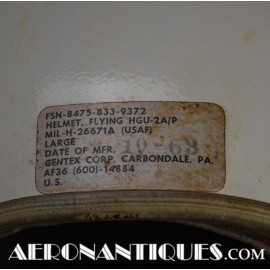 FSN-8475-833-9372
HELMET, FLYING HGU-2A/P
MIL-H-26671A (USAF)
LARGE
DATE OF MFR. 10-63
GENTEX CORP. CARBONDALE, PA.
AF36 (600)-14884
U.S.
AERONANTIQUES.COM